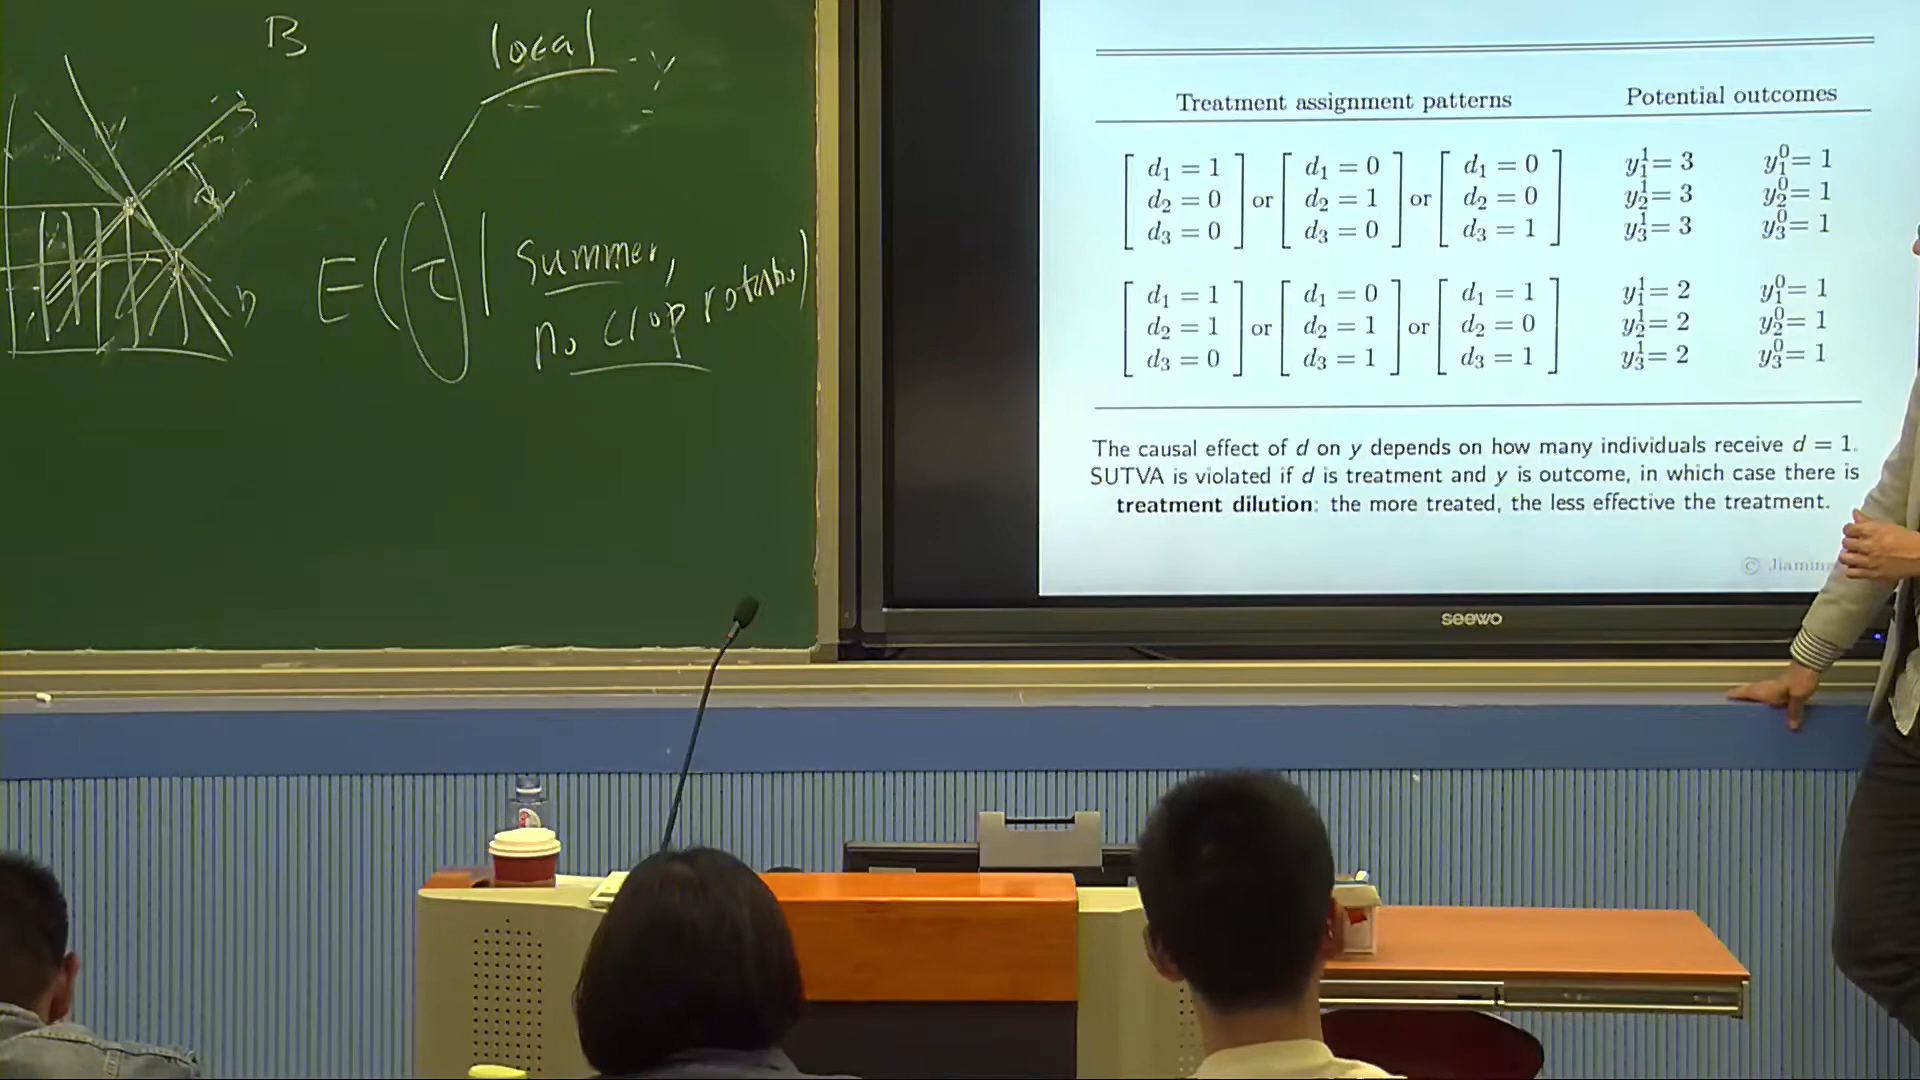 B
local
E(τ| summer,
no crop rotation)
S
D
Treatment assignment patterns Potential outcomes
[d₁ = 1 d₂ = 0 d₃ = 0] or [d₁ = 0 d₂ = 1 d₃ = 0] or [d₁ = 0 d₂ = 0 d₃ = 1] y₁¹= 3 y₂¹= 3 y₃¹= 3 y₁⁰= 1 y₂⁰= 1 y₃⁰= 1
[d₁ = 1 d₂ = 1 d₃ = 0] or [d₁ = 0 d₂ = 1 d₃ = 1] or [d₁ = 1 d₂ = 0 d₃ = 1] y₁¹= 2 y₂¹= 2 y₃¹= 2 y₁⁰= 1 y₂⁰= 1 y₃⁰= 1
The causal effect of d on y depends on how many individuals receive d = 1.
SUTVA is violated if d is treatment and y is outcome, in which case there is
treatment dilution: the more treated, the less effective the treatment.
©
seewo